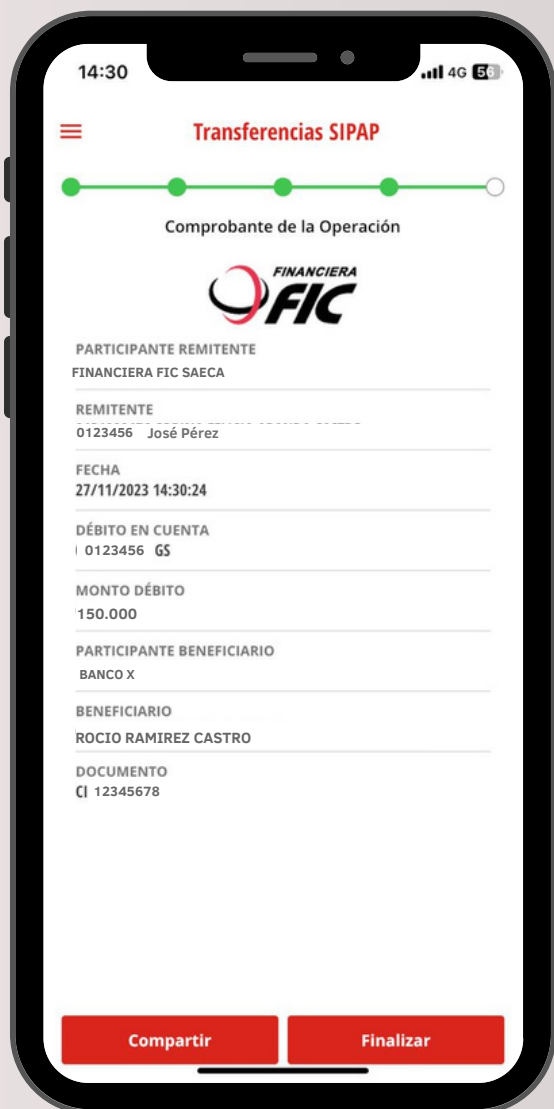 14:30
4G 56
Transferencias SIPAP
Comprobante de la Operación
FINANCIERA
FIC
PARTICIPANTE REMITENTE
FINANCIERA FIC SAECA
REMITENTE
0123456 José Pérez
FECHA
27/11/2023 14:30:24
DÉBITO EN CUENTA
0123456 GS
MONTO DÉBITO
150.000
PARTICIPANTE BENEFICIARIO
BANCO X
BENEFICIARIO
ROCIO RAMIREZ CASTRO
DOCUMENTO
CI 12345678
Compartir Finalizar